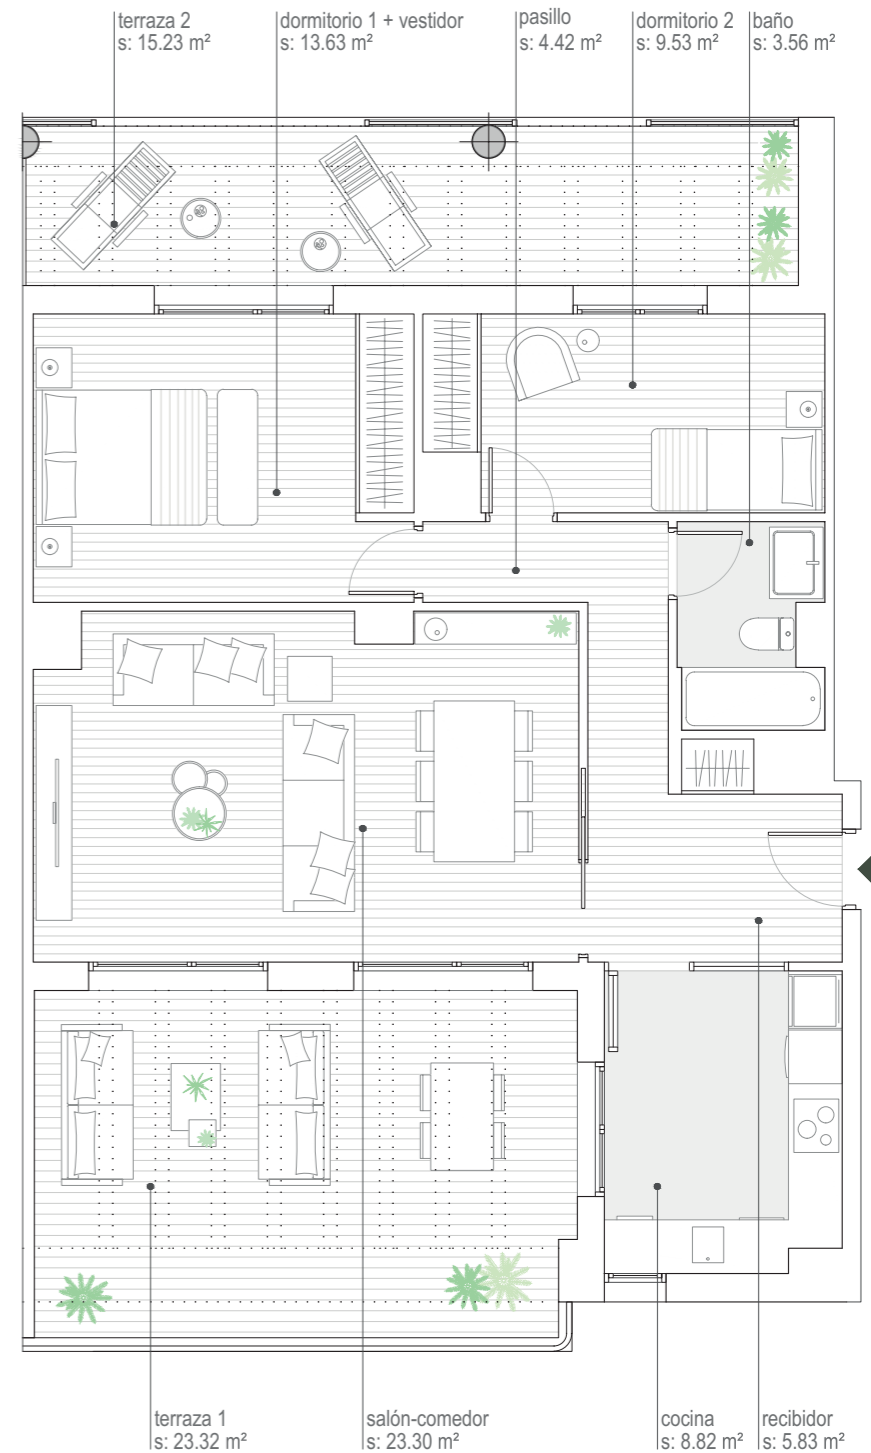 terraza 2
s: 15.23 m²
dormitorio 1 + vestidor
s: 13.63 m²
pasillo
s: 4.42 m²
dormitorio 2
s: 9.53 m²
baño
s: 3.56 m²
terraza 1
s: 23.32 m²
salón-comedor
s: 23.30 m²
cocina
s: 8.82 m²
recibidor
s: 5.83 m²